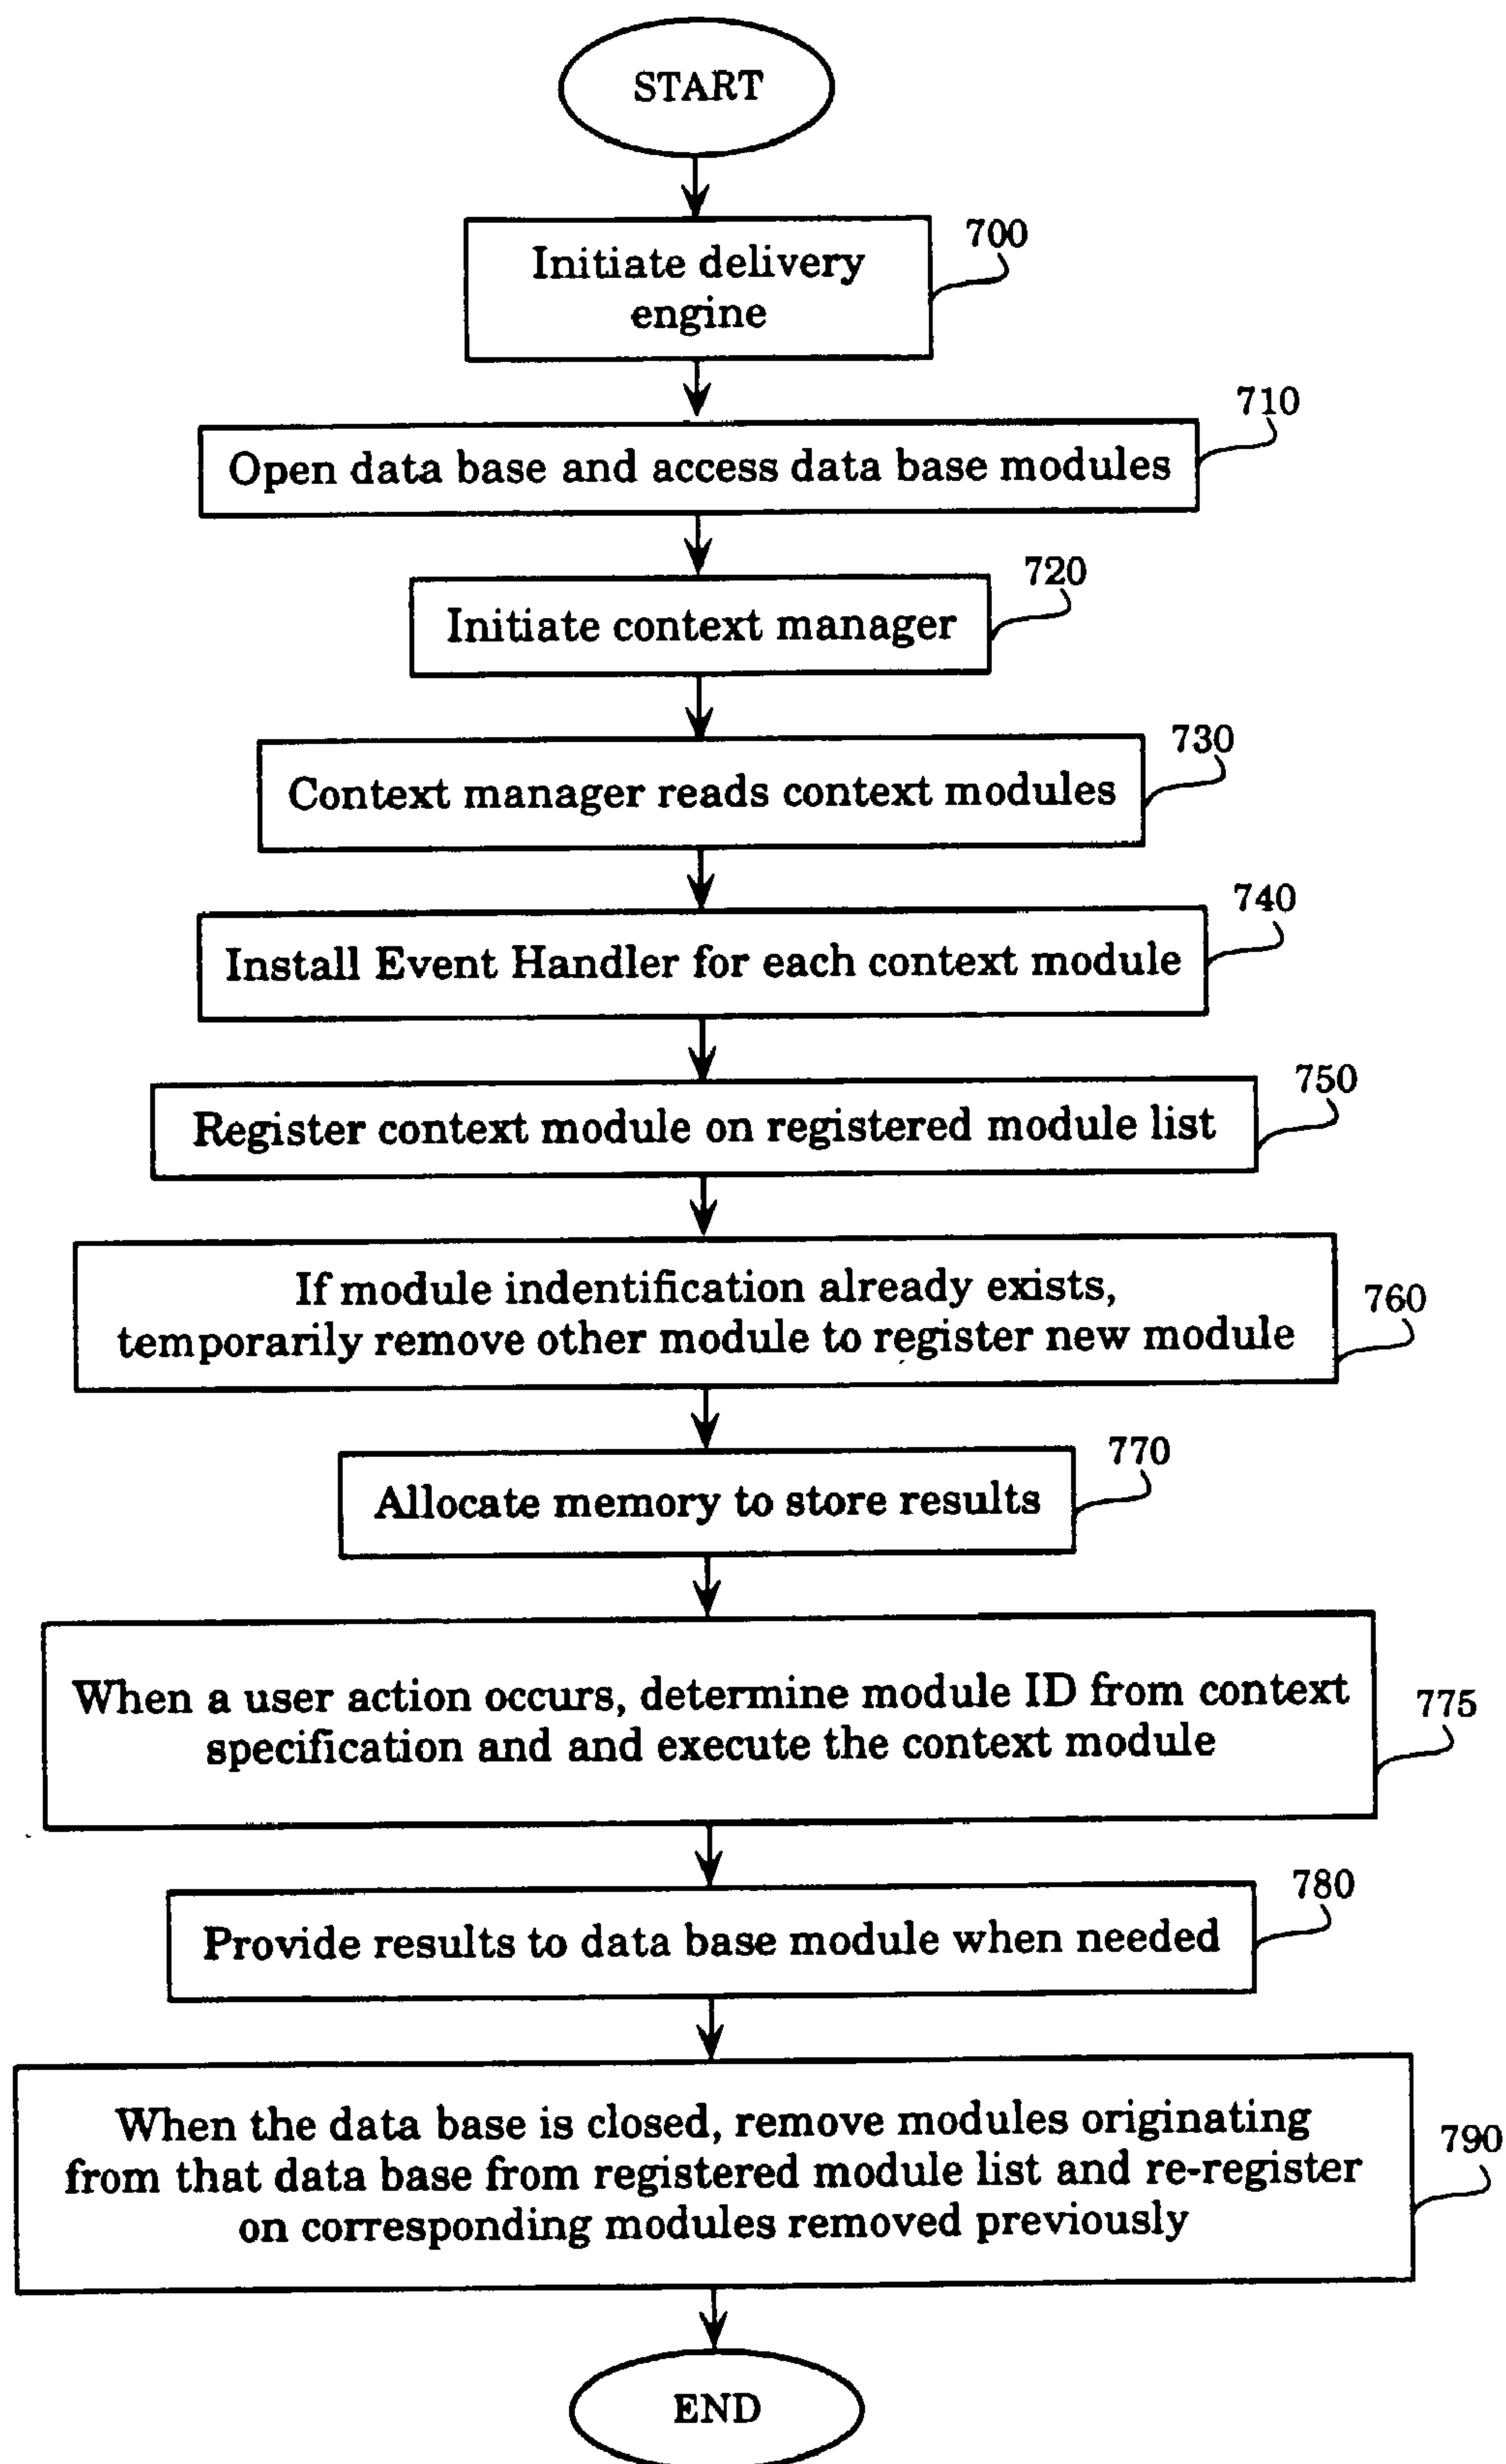 START
700
Initiate delivery
engine
710
Open data base and access data base modules
720
Initiate context manager
730
Context manager reads context modules
740
Install Event Handler for each context module
750
Register context module on registered module list
760
If module indentification already exists,
temporarily remove other module to register new module
770
Allocate memory to store results
775
When a user action occurs, determine module ID from context
specification and and execute the context module
780
Provide results to data base module when needed
790
When the data base is closed, remove modules originating
from that data base from registered module list and re-register
on corresponding modules removed previously
END